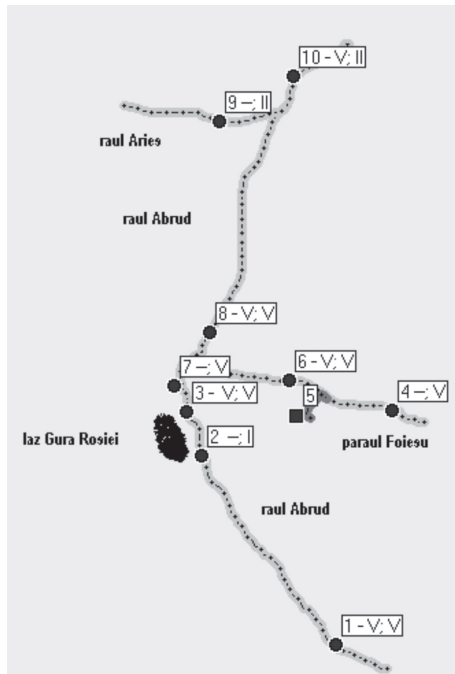 10 - V; II
9 –; II
raul Aries
raul Abrud
8 - V; V
7 –; V
6 - V; V
3 - V; V
5
4 –; V
laz Gura Rosiei
2 –; I
paraul Foiesu
raul Abrud
1 - V; V